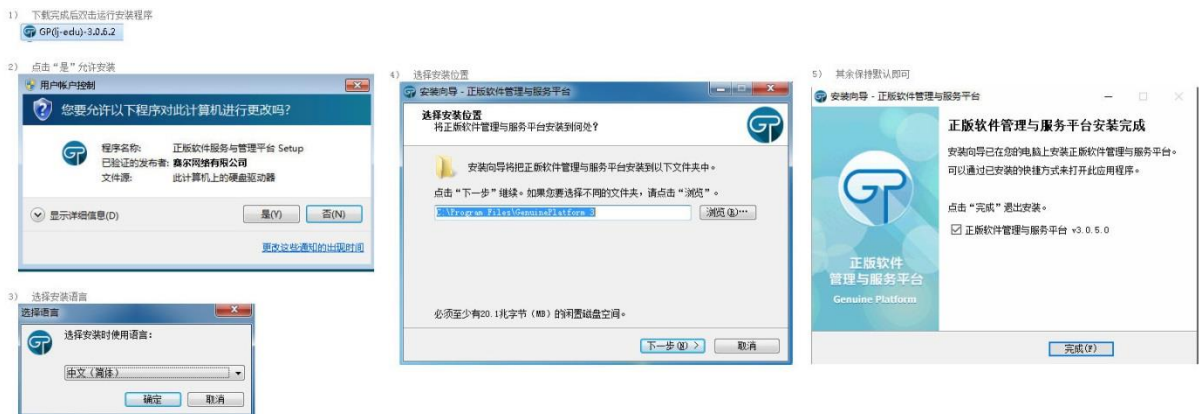 1) 下载完成后双击运行安装程序
GP(lj-edu)-3.0.6.2
2) 点击“是”允许安装
用户帐户控制
您要允许以下程序对此计算机进行更改吗?
程序名称: 正版软件服务与管理平台 Setup
已验证的发布者: 赛尔网络有限公司
文件源: 此计算机上的硬盘驱动器
显示详细信息(D)
是(Y)
否(N)
更改这些通知的出现时间
3) 选择安装语言
选择语言
GP
选择安装时使用语言:
中文 (简体)
确定
取消
4) 选择安装位置
安装向导 - 正版软件管理与服务平台
选择安装位置
将正版软件管理与服务平台安装到何处?
GP
安装向导将把正版软件管理与服务平台安装到以下文件夹中。
点击“下一步”继续。如果您要选择不同的文件夹,请点击“浏览”。
C:\Program Files\GenuinePlatform 3
浏览(B)...
必须至少有20.1兆字节 (MB) 的闲置磁盘空间。
下一步(N) >
取消
5) 其余保持默认即可
安装向导 - 正版软件管理与服务平台
正版软件管理与服务平台安装完成
安装向导已在您的电脑上安装正版软件管理与服务平台。
可以通过已安装的快捷方式来打开此应用程序。
点击“完成”退出安装。
正版软件管理与服务平台 v3.0.5.0
GP
正版软件
管理与服务平台
Genuine Platform
完成(F)